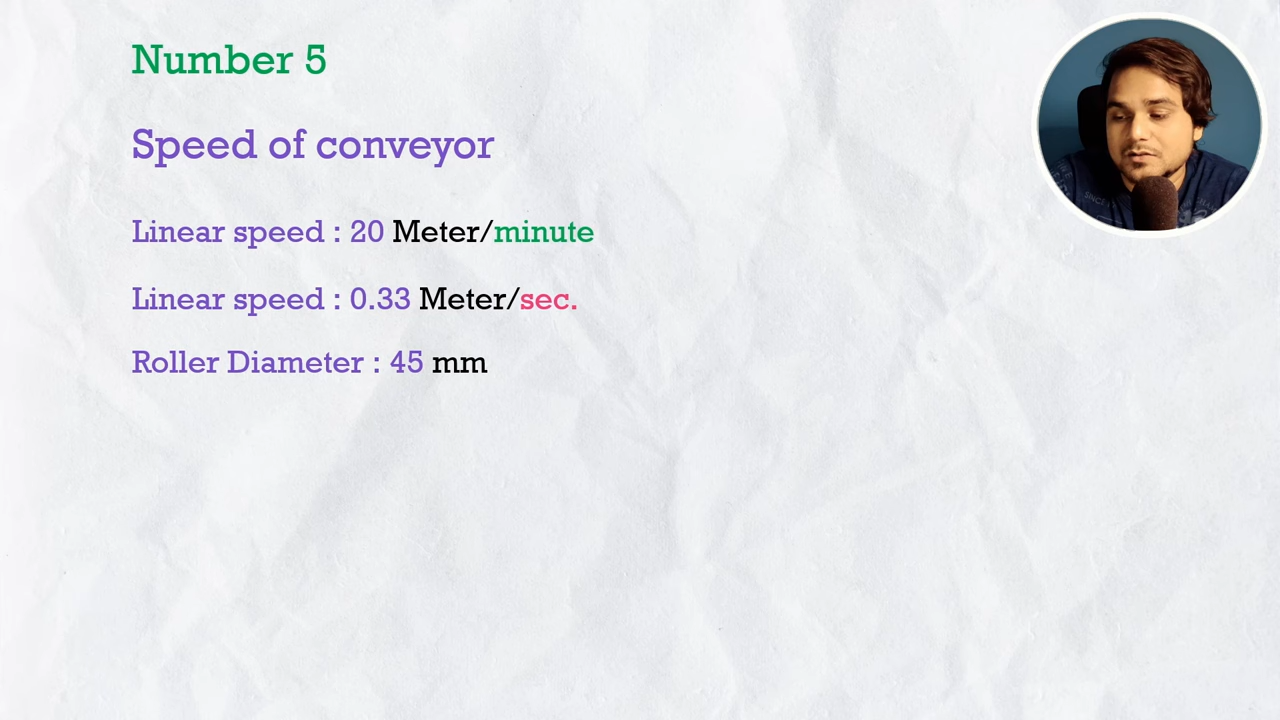 Number 5
Speed of conveyor
Linear speed : 20 Meter/minute
Linear speed : 0.33 Meter/sec.
Roller Diameter : 45 mm